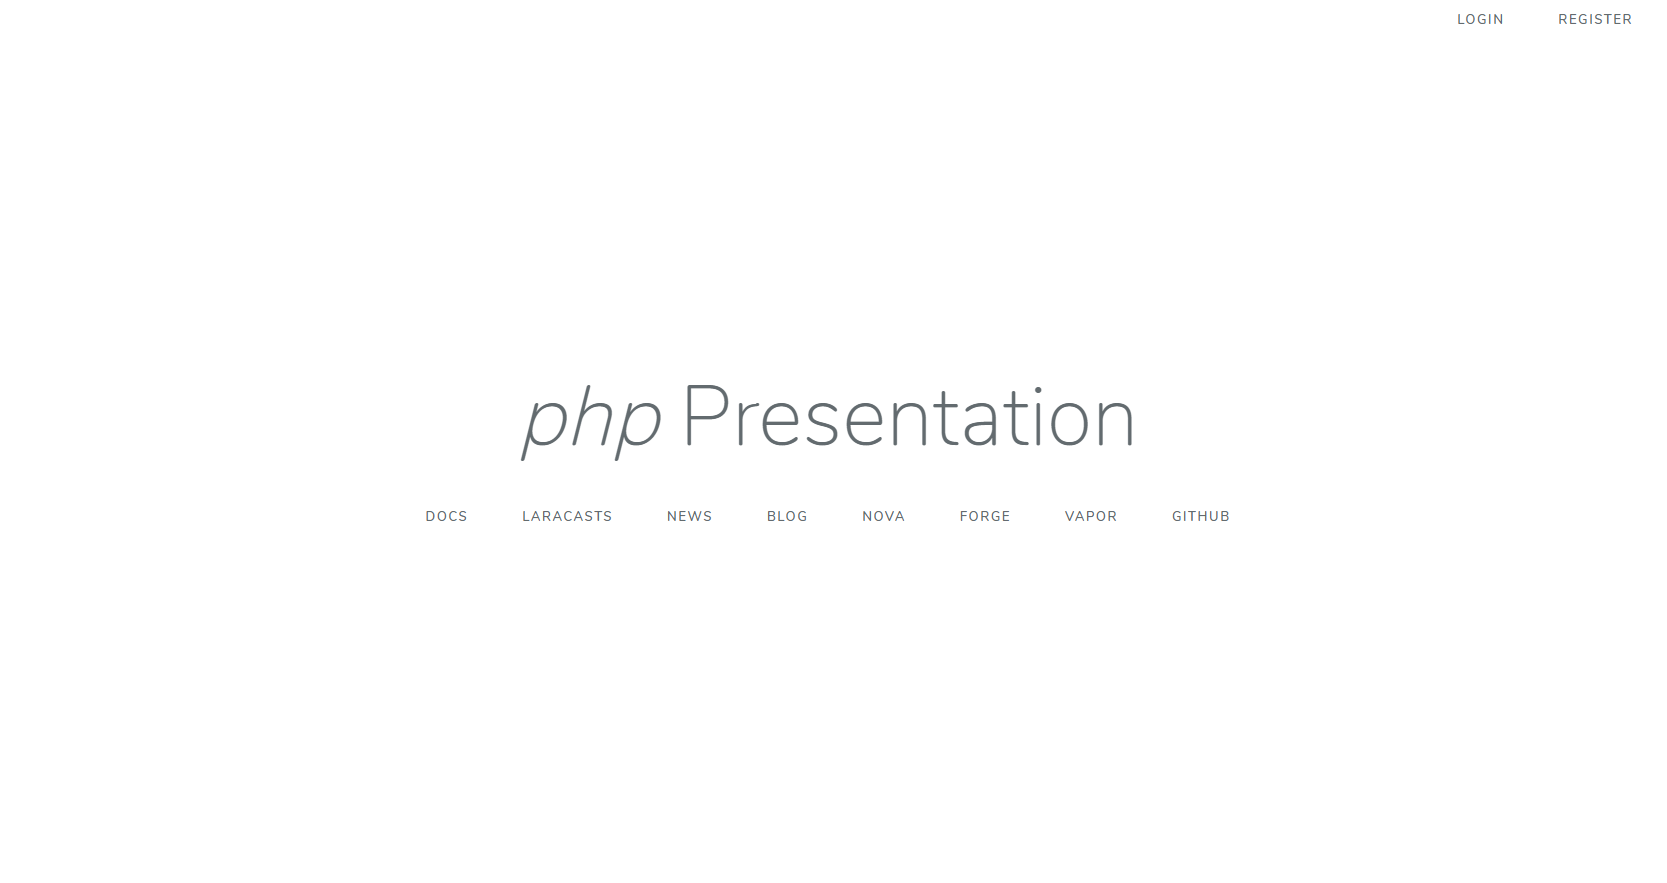 LOGIN REGISTER
php Presentation
DOCS LARACASTS NEWS BLOG NOVA FORGE VAPOR GITHUB